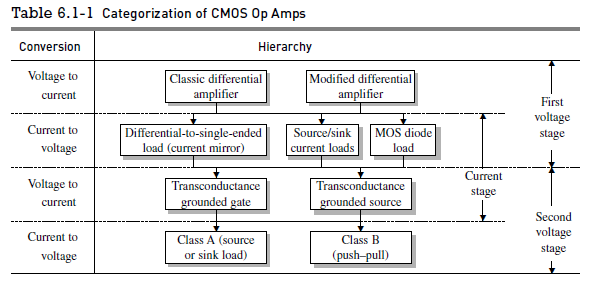 Table 6.1-1 Categorization of CMOS Op Amps
Conversion
Hierarchy
Voltage to
current
Classic differential
amplifier
Modified differential
amplifier
First
voltage
stage
Current to
voltage
Differential-to-single-ended
load (current mirror)
Source/sink
current loads
MOS diode
load
Current
stage
Voltage to
current
Transconductance
grounded gate
Transconductance
grounded source
Second
voltage
stage
Current to
voltage
Class A (source
or sink load)
Class B
(push–pull)